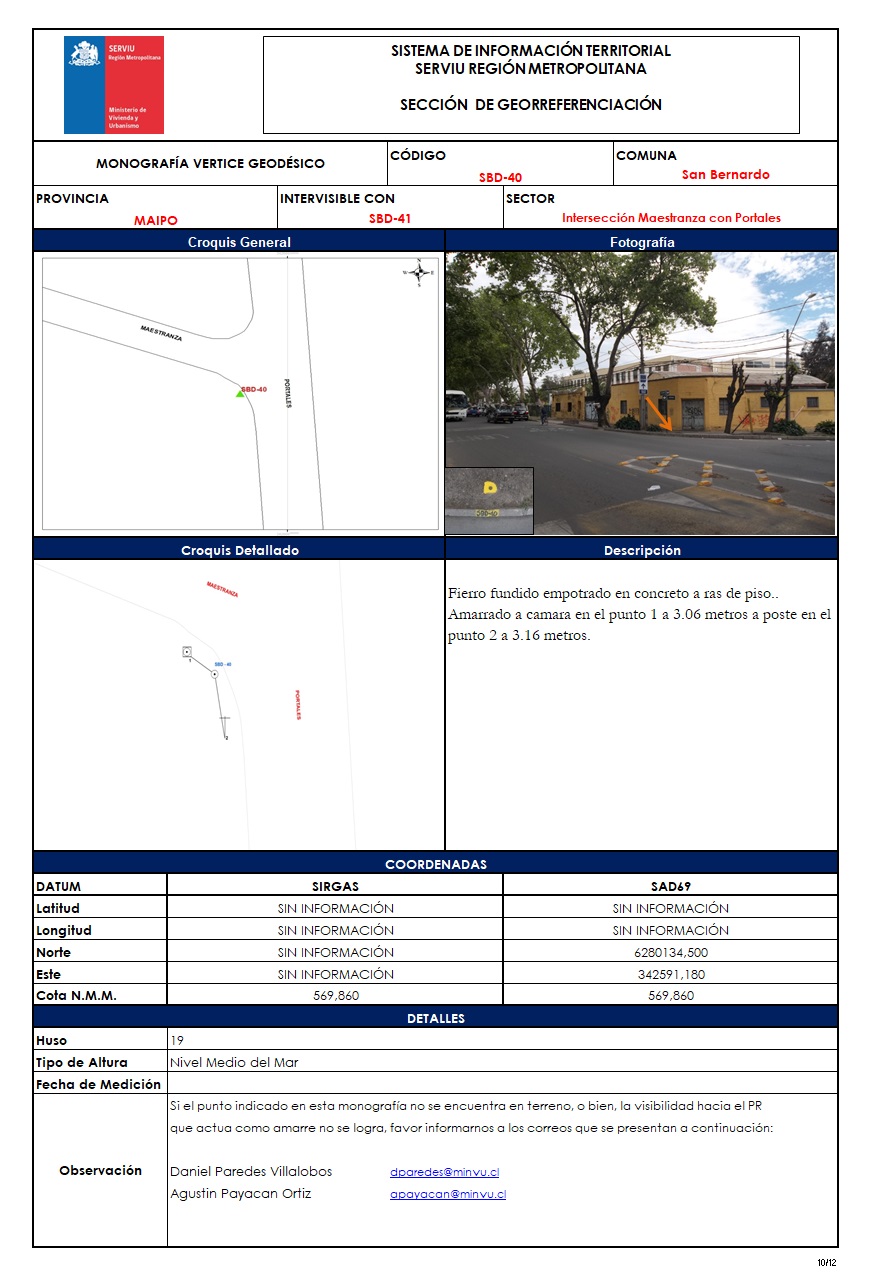 SERVIU
Región Metropolitana
Ministerio de
Vivienda y
Urbanismo
SISTEMA DE INFORMACIÓN TERRITORIAL
SERVIU REGIÓN METROPOLITANA
SECCIÓN DE GEORREFERENCIACIÓN
MONOGRAFÍA VERTICE GEODÉSICO
CÓDIGO
SBD-40
COMUNA
San Bernardo
PROVINCIA
MAIPO
INTERVISIBLE CON
SBD-41
SECTOR
Intersección Maestranza con Portales
Croquis General
Fotografía
N
W
E
S
MAESTRANZA
SBD-40
PORTALES
SBD-40
Croquis Detallado
Descripción
MAESTRANZA
1
SBD - 40
PORTALES
2
Fierro fundido empotrado en concreto a ras de piso..
Amarrado a camara en el punto 1 a 3.06 metros a poste en el
punto 2 a 3.16 metros.
COORDENADAS
DATUM SIRGAS SAD69
Latitud SIN INFORMACIÓN SIN INFORMACIÓN
Longitud SIN INFORMACIÓN SIN INFORMACIÓN
Norte SIN INFORMACIÓN 6280134,500
Este SIN INFORMACIÓN 342591,180
Cota N.M.M. 569,860 569,860
DETALLES
Huso 19
Tipo de Altura Nivel Medio del Mar
Fecha de Medición
Observación
Si el punto indicado en esta monografía no se encuentra en terreno, o bien, la visibilidad hacia el PR
que actua como amarre no se logra, favor informarnos a los correos que se presentan a continuación:
Daniel Paredes Villalobos dparedes@minvu.cl
Agustin Payacan Ortiz apayacan@minvu.cl
10/12